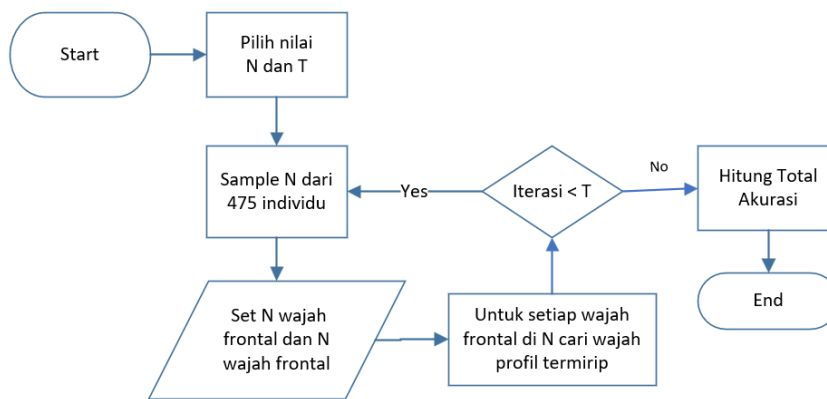 Start
Pilih nilai
N dan T
Sample N dari
475 individu
Set N wajah
frontal dan N
wajah frontal
Untuk setiap wajah
frontal di N cari wajah
profil termirip
Iterasi < T
Yes
No
Hitung Total
Akurasi
End